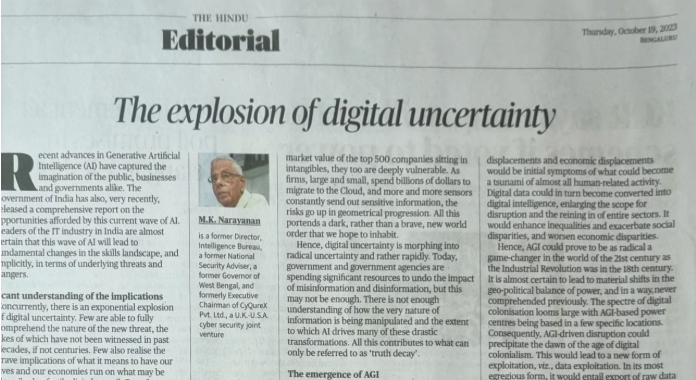 THE HINDU
Editorial
Thursday, October 19, 2023
BENGALURU
The explosion of digital uncertainty
Recent advances in Generative Artificial
Intelligence (AI) have captured the
imagination of the public, businesses
and governments alike. The
overnment of India has also, very recently,
eleased a comprehensive report on the
pportunities afforded by this current wave of AI.
eaders of the IT industry in India are almost
ertain that this wave of AI will lead to
ndamental changes in the skills landscape, and
mplicitly, in terms of underlying threats and
angers.
cant understanding of the implications
oncurrently, there is an exponential explosion
f digital uncertainty. Few are able to fully
omprehend the nature of the new threat, the
kes of which have not been witnessed in past
ecades, if not centuries. Few also realise the
rave implications of what it means to have our
ves and our economies run on what may be
M.K. Narayanan
is a former Director,
Intelligence Bureau,
a former National
Security Adviser, a
former Governor of
West Bengal, and
formerly Executive
Chairman of CyQureX
Pvt. Ltd., a U.K.-U.S.A.
cyber security joint
venture
market value of the top 500 companies sitting in
intangibles, they too are deeply vulnerable. As
firms, large and small, spend billions of dollars to
migrate to the Cloud, and more and more sensors
constantly send out sensitive information, the
risks go up in geometrical progression. All this
portends a dark, rather than a brave, new world
order that we hope to inhabit.
Hence, digital uncertainty is morphing into
radical uncertainty and rather rapidly. Today,
government and government agencies are
spending significant resources to undo the impact
of misinformation and disinformation, but this
may not be enough. There is not enough
understanding of how the very nature of
information is being manipulated and the extent
to which AI drives many of these drastic
transformations. All this contributes to what can
only be referred to as 'truth decay'.
The emergence of AGI
displacements and economic displacements
would be initial symptoms of what could become
a tsunami of almost all human-related activity.
Digital data could in turn become converted into
digital intelligence, enlarging the scope for
disruption and the reining in of entire sectors. It
would enhance inequalities and exacerbate social
disparities, and worsen economic disparities.
Hence, AGI could prove to be as radical a
game-changer in the world of the 21st century as
the Industrial Revolution was in the 18th century.
It is almost certain to lead to material shifts in the
geo-political balance of power, and in a way, never
comprehended previously. The spectre of digital
colonisation looms large with AGI-based power
centres being based in a few specific locations.
Consequently, AGI-driven disruption could
precipitate the dawn of the age of digital
colonialism. This would lead to a new form of
exploitation, viz., data exploitation. In its most
egregious form, it would entail export of raw data